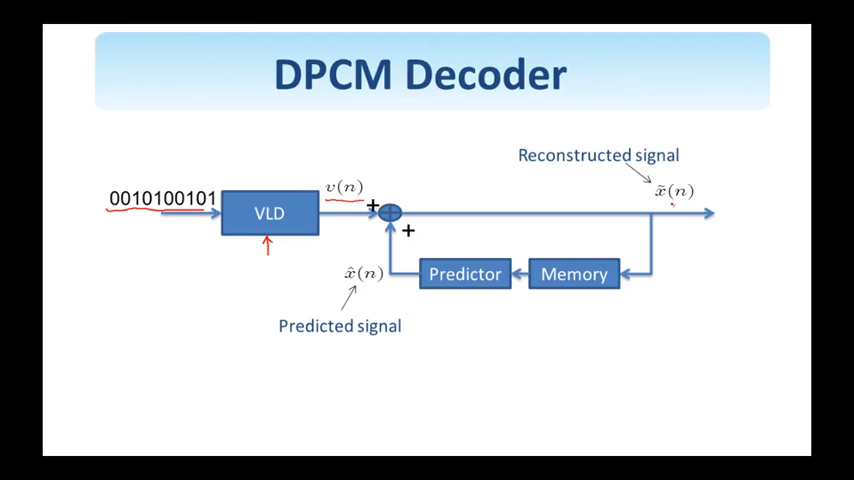 DPCM Decoder
Reconstructed signal
x̃(n)
0010100101
VLD
v(n)
+
+
x̂(n)
Predictor
Memory
Predicted signal